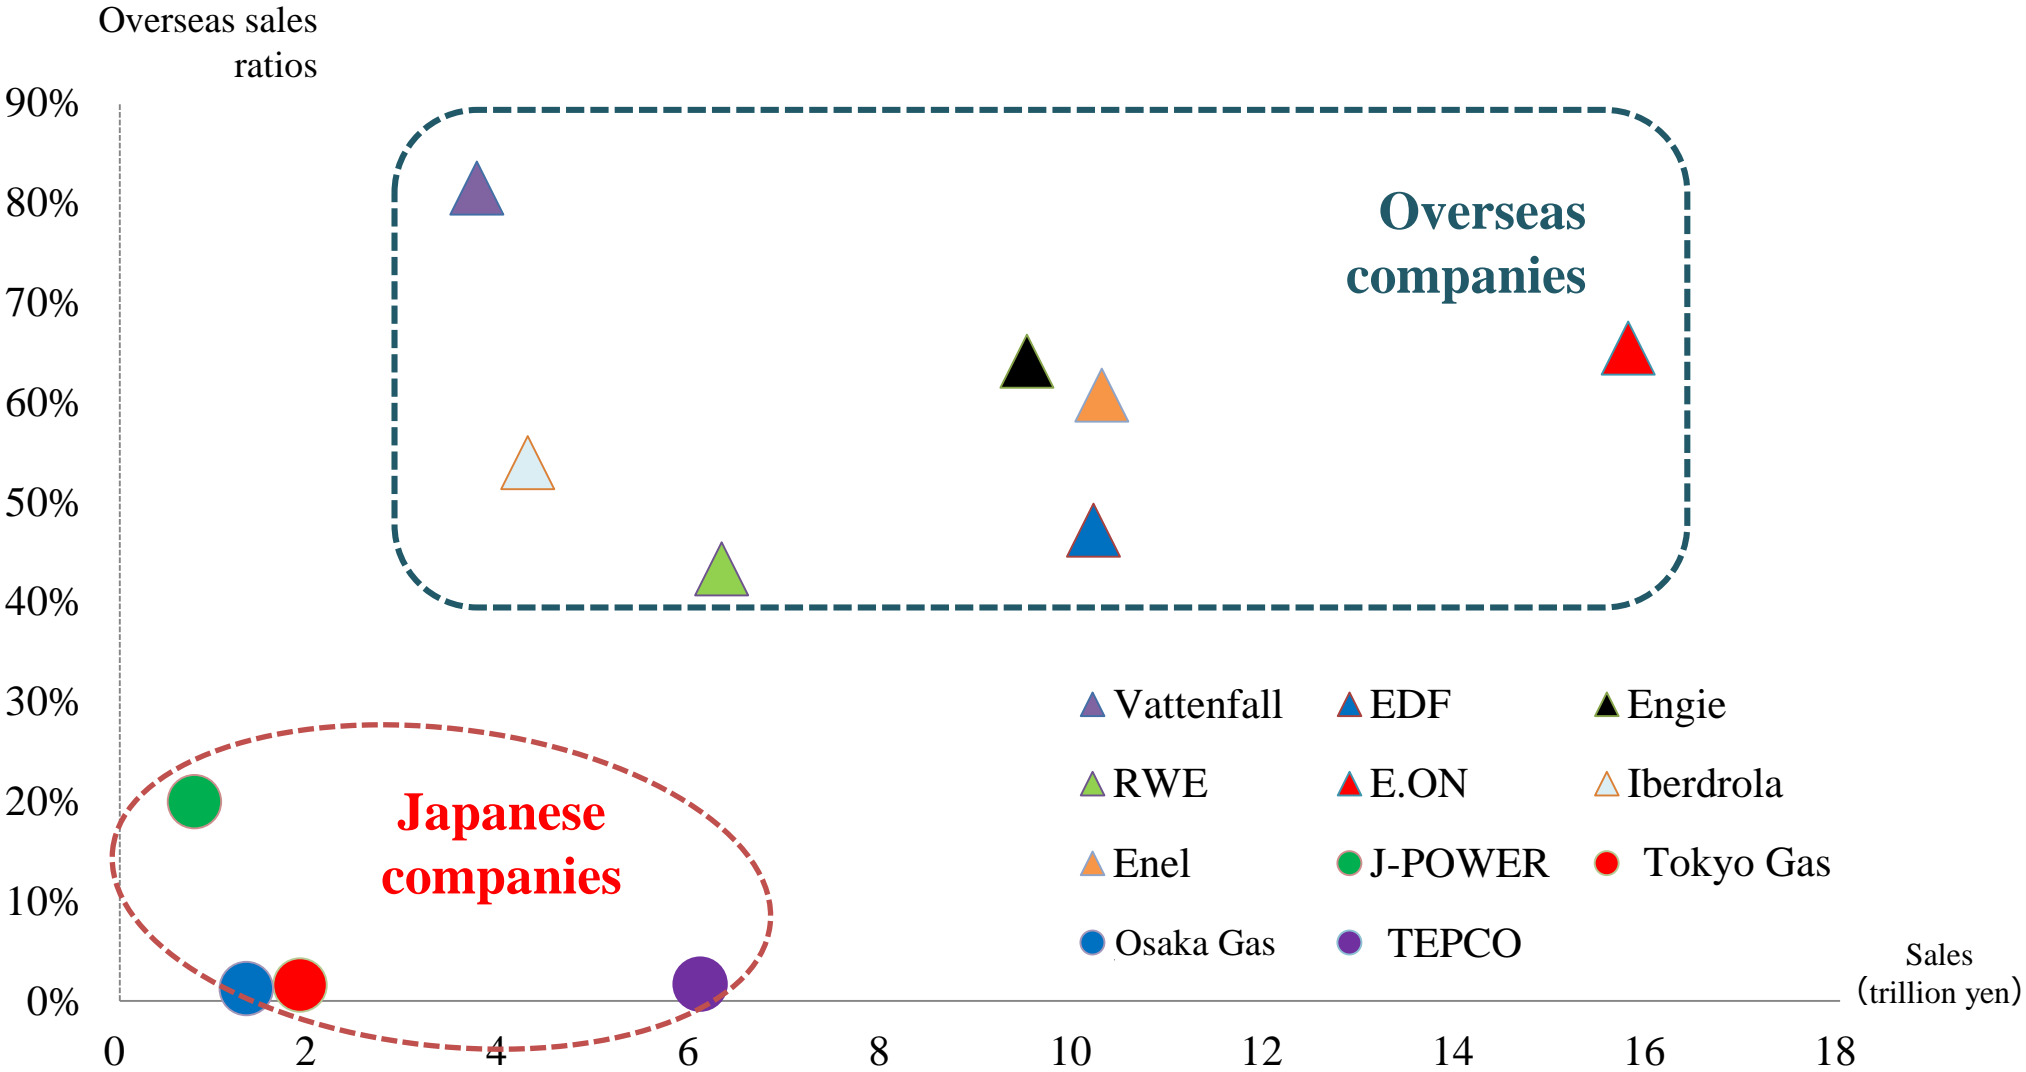 Overseas sales
ratios
90%
80%
70%
60%
50%
40%
30%
20%
10%
0%
Overseas
companies
Japanese
companies
Vattenfall
EDF
Engie
RWE
E.ON
Iberdrola
Enel
J-POWER
Tokyo Gas
Osaka Gas
TEPCO
Sales
（trillion yen）
0 2 4 6 8 10 12 14 16 18